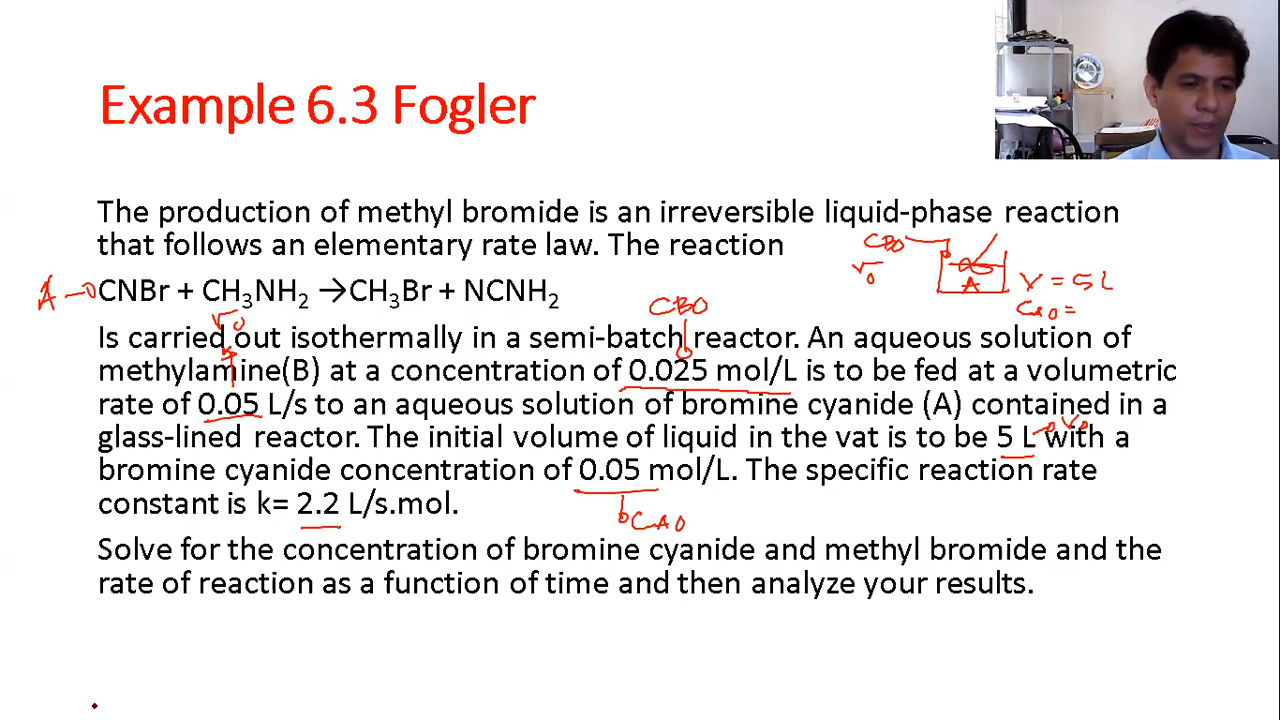 Example 6.3 Fogler
The production of methyl bromide is an irreversible liquid-phase reaction
that follows an elementary rate law. The reaction
CBO
V0
A
V = 5 L
CAO =
A → CNBr + CH₃NH₂ →CH₃Br + NCNH₂
CBO
V0
Is carried out isothermally in a semi-batch reactor. An aqueous solution of
methylamine(B) at a concentration of 0.025 mol/L is to be fed at a volumetric
rate of 0.05 L/s to an aqueous solution of bromine cyanide (A) contained in a
glass-lined reactor. The initial volume of liquid in the vat is to be 5 L with a
V0
bromine cyanide concentration of 0.05 mol/L. The specific reaction rate
constant is k= 2.2 L/s.mol.
CAO
Solve for the concentration of bromine cyanide and methyl bromide and the
rate of reaction as a function of time and then analyze your results.